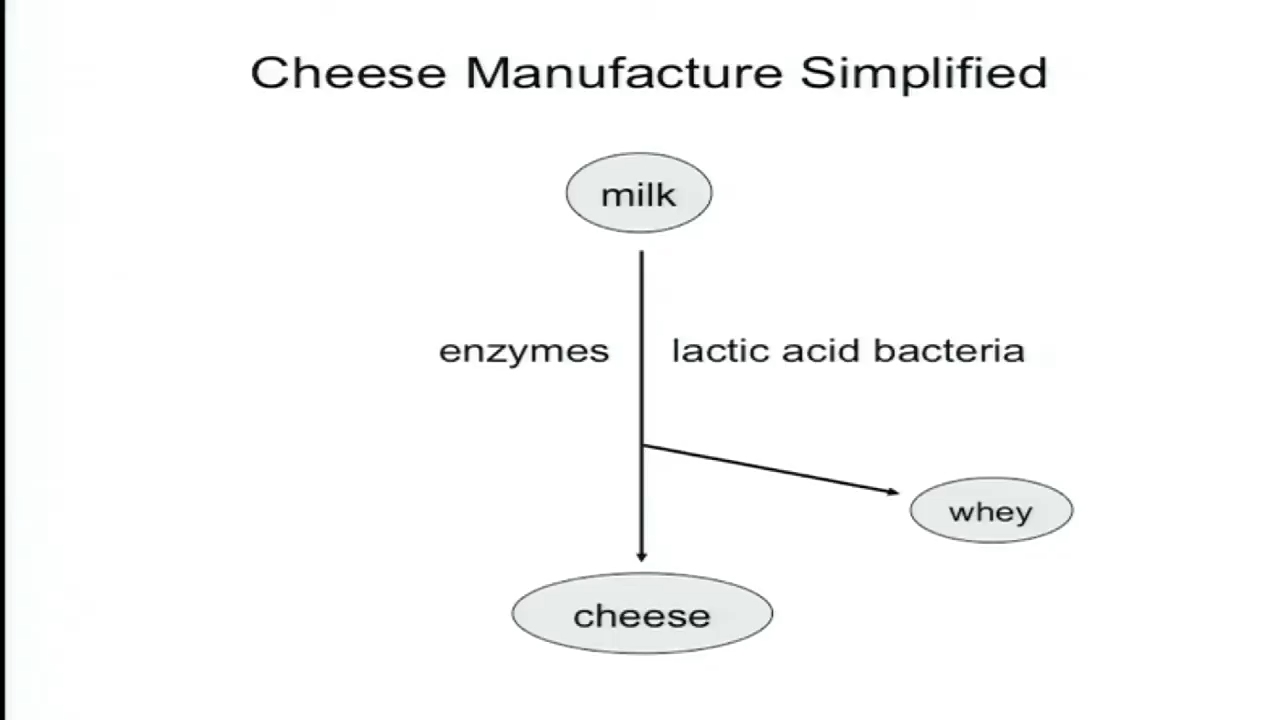 Cheese Manufacture Simplified
milk
enzymes
lactic acid bacteria
whey
cheese